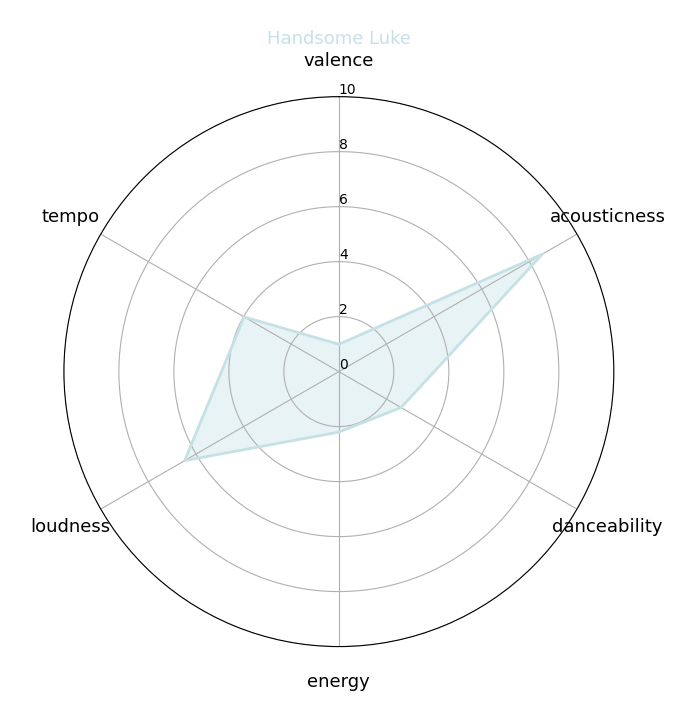 Handsome Luke
valence
10
8
tempo
acousticness
6
4
2
0
loudness
danceability
energy